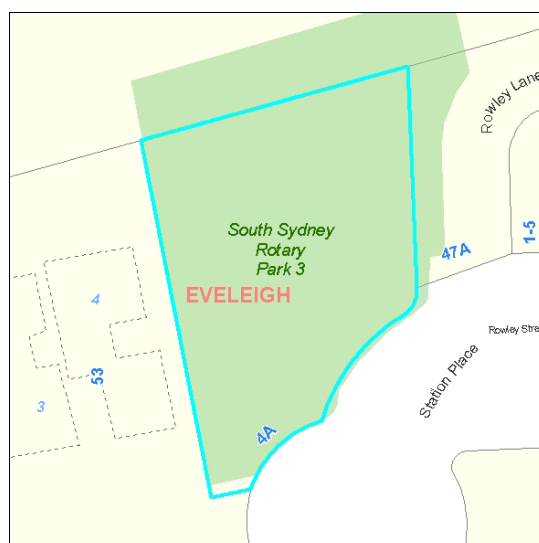 Rowley Lane
South Sydney
Rotary
Park 3
47A
1-5
EVELEIGH
4
Rowley Stre
Station Place
53
3
4A